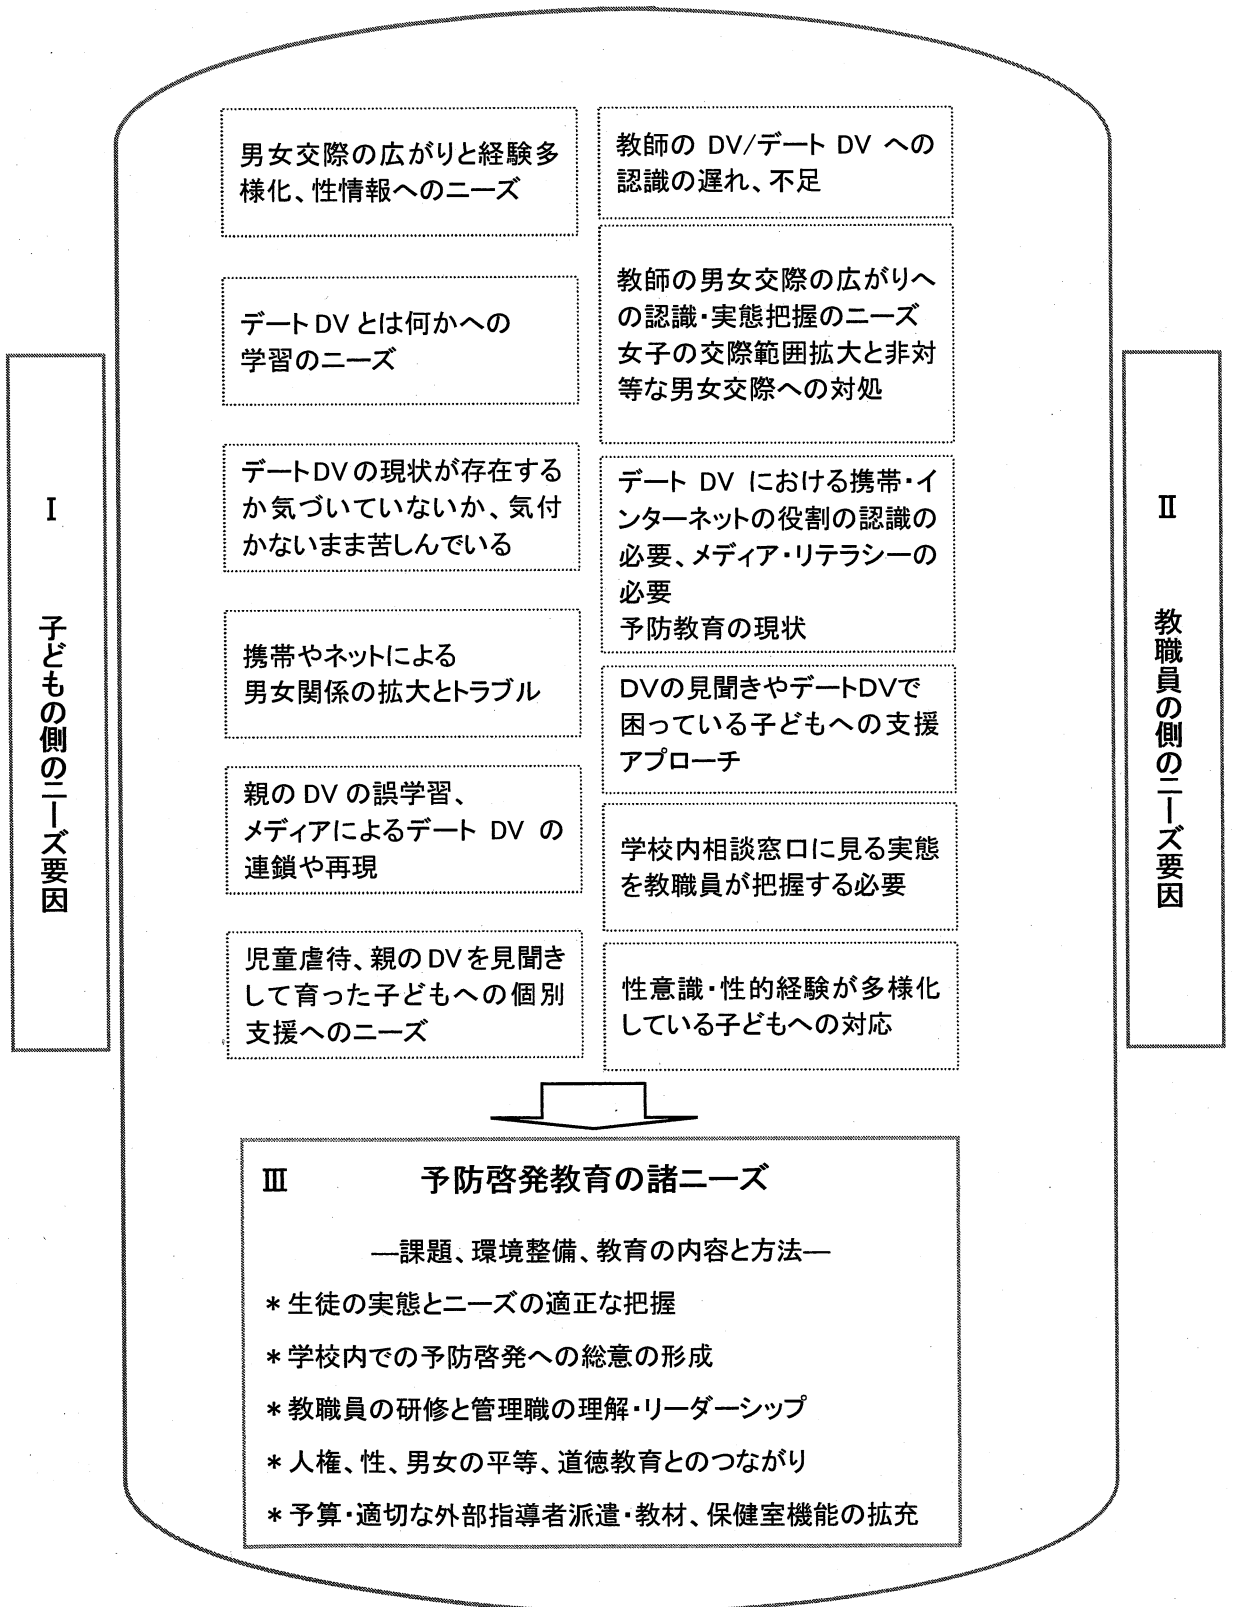 Ⅰ 子どもの側のニーズ要因
男女交際の広がりと経験多
様化、性情報へのニーズ
デート DV とは何かへの
学習のニーズ
デートDVの現状が存在する
か気づいていないか、気付
かないまま苦しんでいる
携帯やネットによる
男女関係の拡大とトラブル
親の DV の誤学習、
メディアによるデート DV の
連鎖や再現
児童虐待、親の DV を見聞き
して育った子どもへの個別
支援へのニーズ
教師の DV/デート DV への
認識の遅れ、不足
教師の男女交際の広がりへ
の認識・実態把握のニーズ
女子の交際範囲拡大と非対
等な男女交際への対処
デート DV における携帯・イ
ンターネットの役割の認識の
必要、メディア・リテラシーの
必要
予防教育の現状
DVの見聞きやデートDVで
困っている子どもへの支援
アプローチ
学校内相談窓口に見る実態
を教職員が把握する必要
性意識・性的経験が多様化
している子どもへの対応
Ⅱ 教職員の側のニーズ要因
Ⅲ 予防啓発教育の諸ニーズ
―課題、環境整備、教育の内容と方法―
＊生徒の実態とニーズの適正な把握
＊学校内での予防啓発への総意の形成
＊教職員の研修と管理職の理解・リーダーシップ
＊人権、性、男女の平等、道徳教育とのつながり
＊予算・適切な外部指導者派遣・教材、保健室機能の拡充